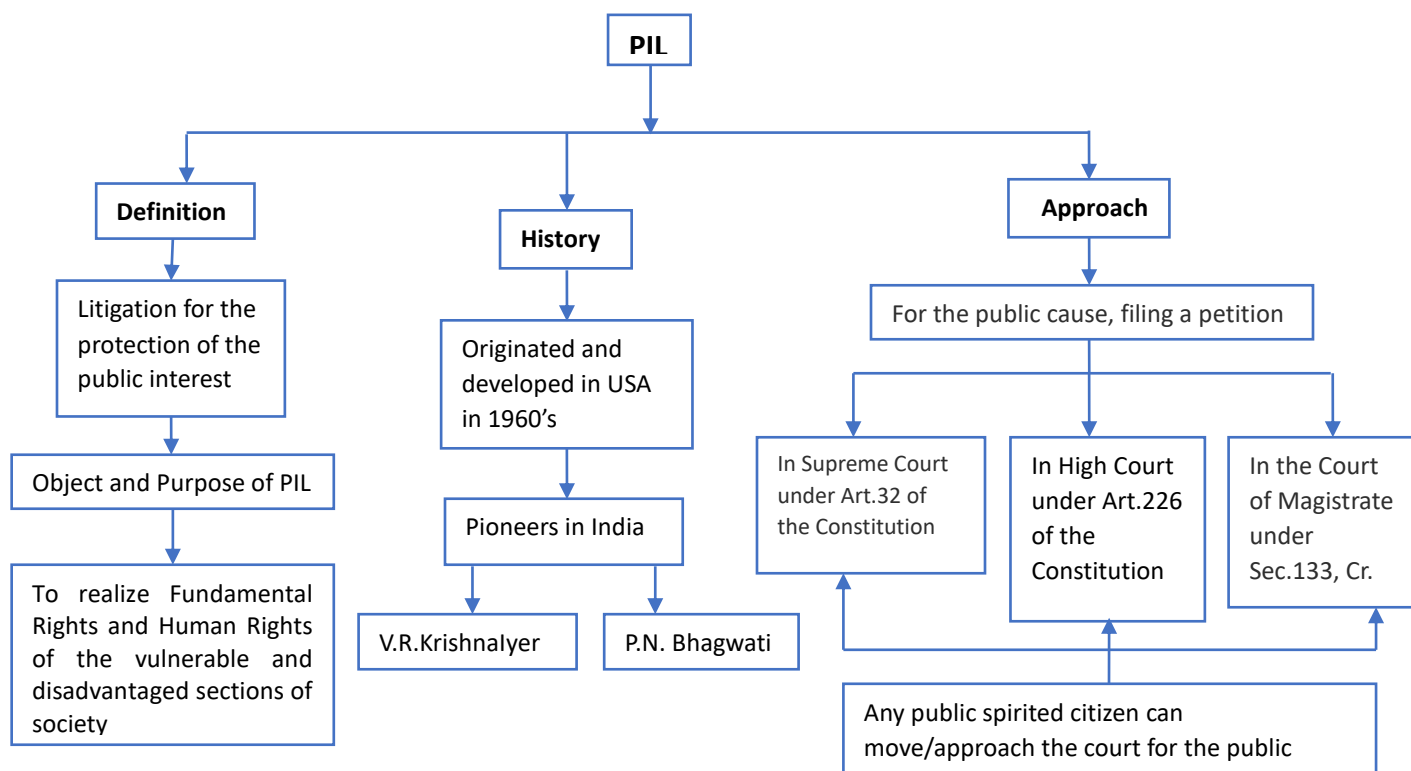 PIL
Definition
Litigation for the
protection of the
public interest
Object and Purpose of PIL
To realize Fundamental
Rights and Human Rights
of the vulnerable and
disadvantaged sections of
society
History
Originated and
developed in USA
in 1960’s
Pioneers in India
V.R.KrishnaIyer
P.N. Bhagwati
Approach
For the public cause, filing a petition
In Supreme Court
under Art.32 of
the Constitution
In High Court
under Art.226
of the
Constitution
In the Court
of Magistrate
under
Sec.133, Cr.
Any public spirited citizen can
move/approach the court for the public